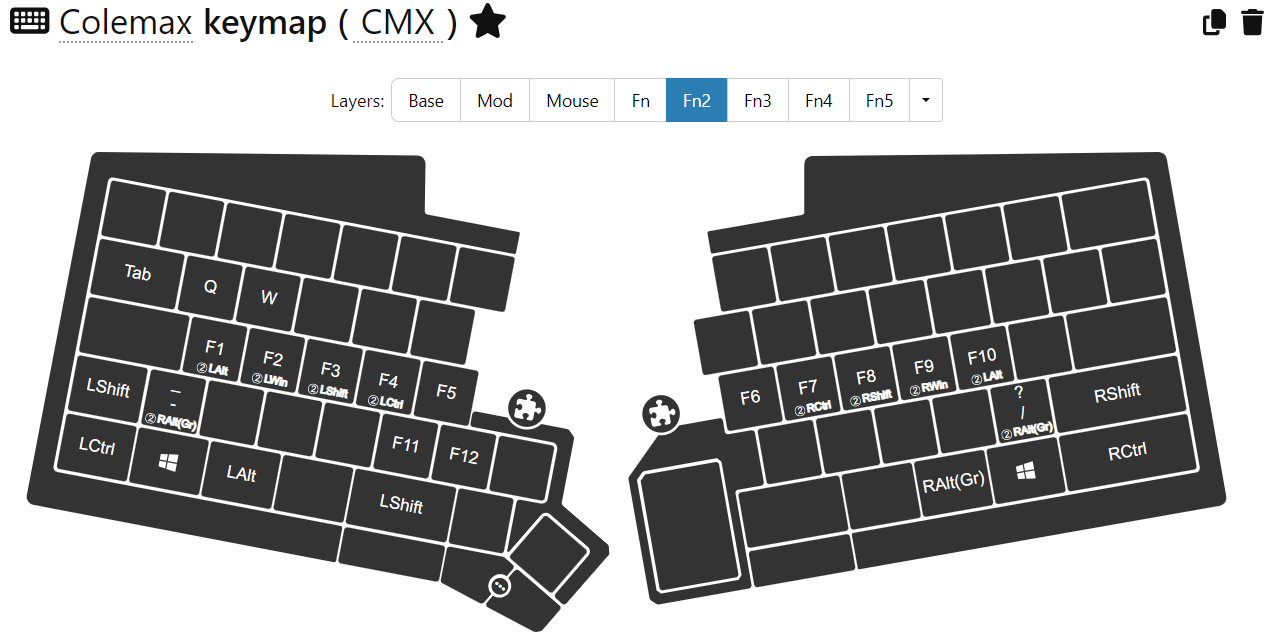 Colemax keymap ( CMX )
Layers: Base Mod Mouse Fn Fn2 Fn3 Fn4 Fn5
Tab Q W
F1 F2 F3 F4 F5 F6 F7 F8 F9 F10
②LAlt ②LWin ②LShift ②LCtrl ②RCtrl ②RShift ②RWin ②LAlt
LShift _ ? RShift
- /
②RAlt(Gr) F11 F12 ②RAlt(Gr)
LCtrl LAlt LShift RAlt(Gr) RCtrl